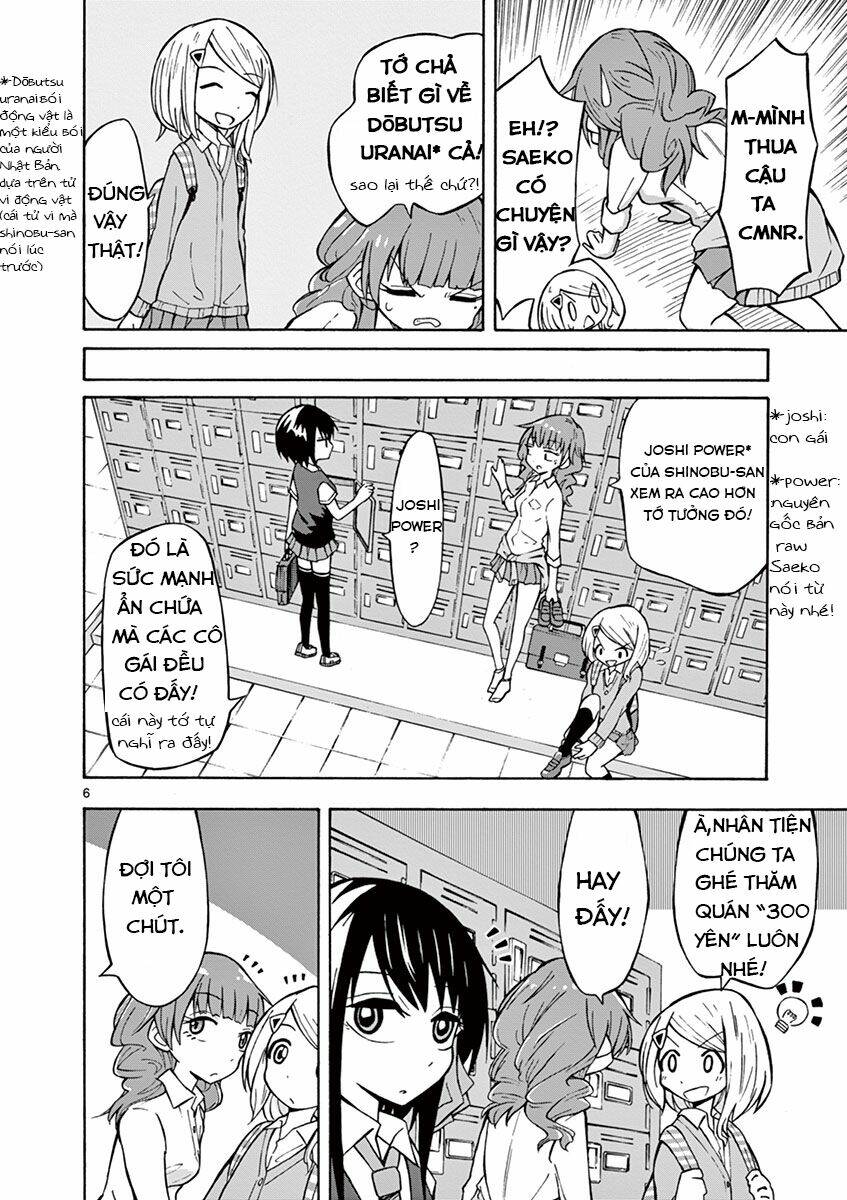 M-MÌNH
THUA
CẬU
TA
CMNR.
EH!?
SAEKO
CÓ
CHUYỆN
GÌ VẬY?
TỚ CHẢ
BIẾT GÌ VỀ
DŌBUTSU
URANAI* CẢ!
sao lại thế chứ?!
ĐÚNG
VẬY
THẬT!
*-Dōbutsu
uranai:Bói
động vật là
một kiểu bói
của người
Nhật Bản
dựa trên tử
vi động vật
(cái tử vi mà
shinobu-san
nói lúc
trước)
JOSHI POWER*
CỦA SHINOBU-SAN
XEM RA CAO HƠN
TỚ TƯỞNG ĐÓ!
*-joshi:
con gái
*-power:
nguyên
gốc bản
raw
Saeko
nói từ
này nhé!
JOSHI
POWER
?
ĐÓ LÀ
SỨC MẠNH
ẨN CHỨA
MÀ CÁC CÔ
GÁI ĐỀU
CÓ ĐẤY!
cái này tớ tự
nghĩ ra đấy!
6
À,NHÂN TIỆN
CHÚNG TA
GHÉ THĂM
QUÁN "300
YÊN" LUÔN
NHÉ!
HAY
ĐẤY!
ĐỢI TÔI
MỘT
CHÚT.